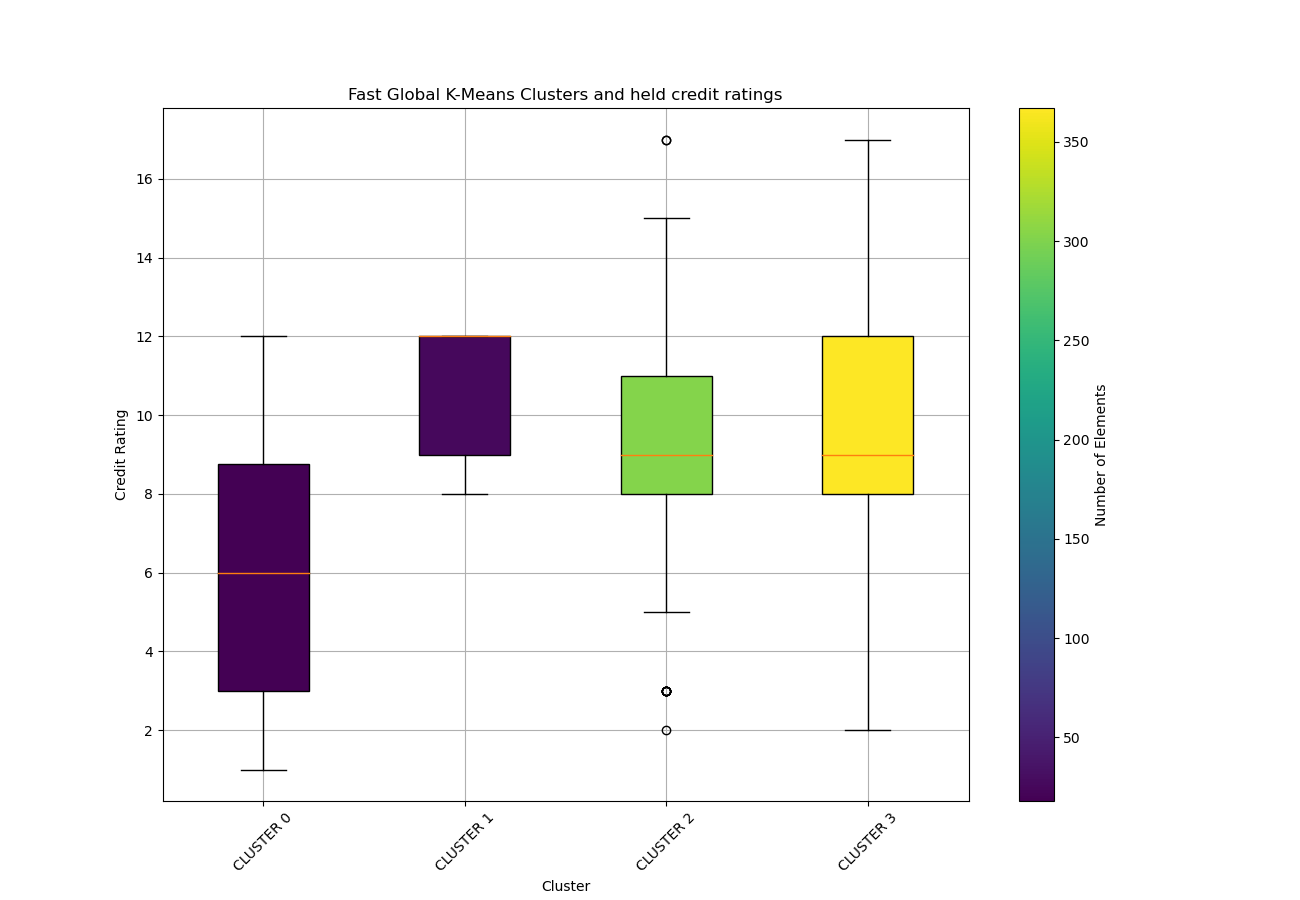 Fast Global K-Means Clusters and held credit ratings
Credit Rating
16
14
12
10
8
6
4
2
CLUSTER 0
CLUSTER 1
CLUSTER 2
CLUSTER 3
Cluster
350
300
250
200
150
100
50
Number of Elements